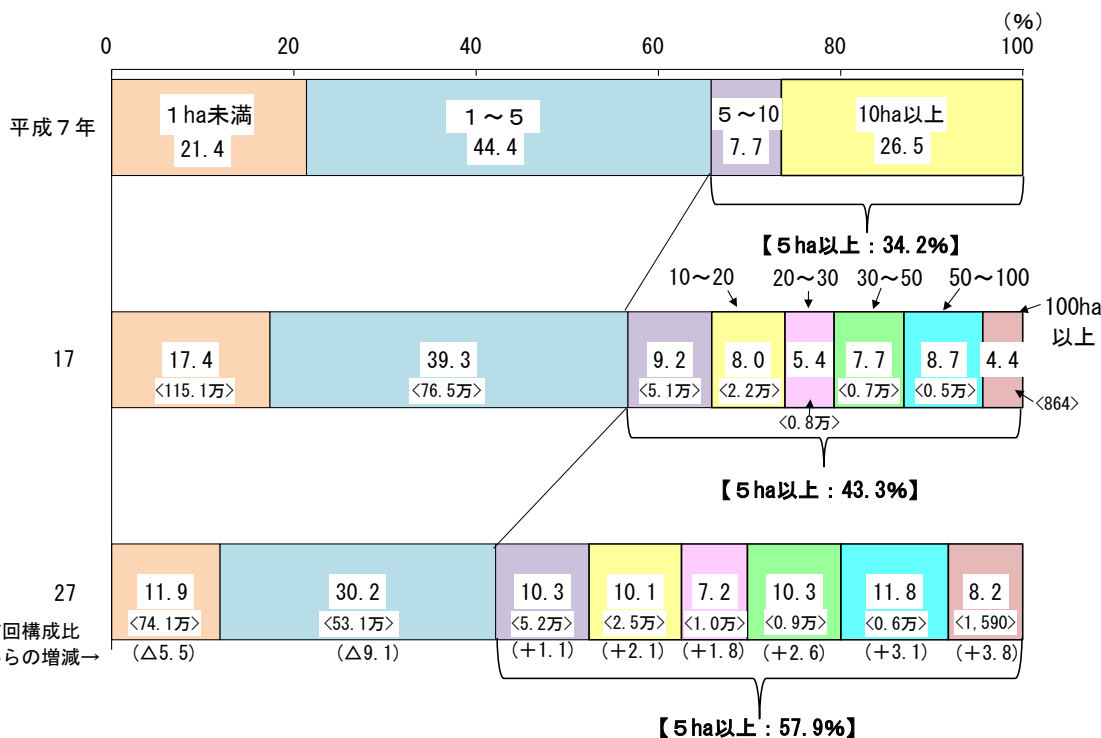 (%)
0 20 40 60 80 100
平成7年
1ha未満 1～5 5～10 10ha以上
21.4 44.4 7.7 26.5
【5ha以上：34.2%】
10～20 20～30 30～50 50～100
100ha
以上
17
17.4 39.3 9.2 8.0 5.4 7.7 8.7 4.4
<115.1万> <76.5万> <5.1万> <2.2万> <0.7万> <0.5万>
<0.8万> <864>
【5ha以上：43.3%】
27
11.9 30.2 10.3 10.1 7.2 10.3 11.8 8.2
<74.1万> <53.1万> <5.2万> <2.5万> <1.0万> <0.9万> <0.6万> <1,590>
回構成比
らの増減→
(△5.5) (△9.1) (＋1.1) (＋2.1) (＋1.8) (＋2.6) (＋3.1) (＋3.8)
【5ha以上：57.9%】